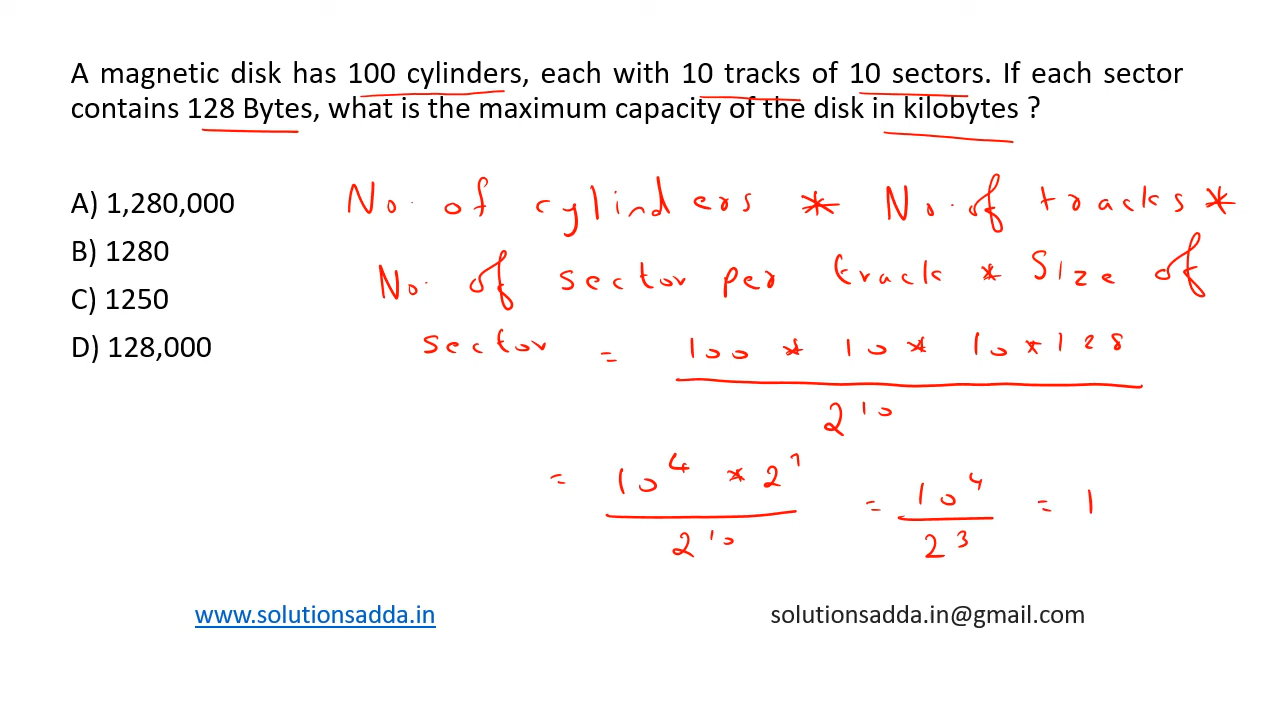 A magnetic disk has 100 cylinders, each with 10 tracks of 10 sectors. If each sector
contains 128 Bytes, what is the maximum capacity of the disk in kilobytes ?
A) 1,280,000
B) 1280
C) 1250
D) 128,000
No. of cylinders * No. of tracks *
No. of sector per track * Size of
sector = 100 * 10 * 10 * 128
2^10
= 10^4 * 2^7 = 10^4 = 1
2^10 2^3
www.solutionsadda.in
solutionsadda.in@gmail.com